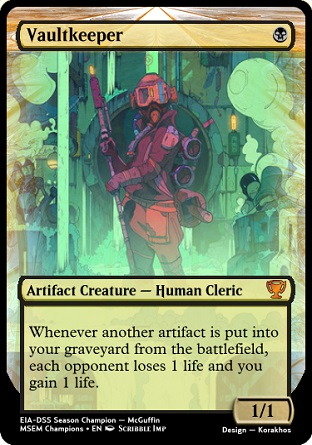 Vaultkeeper
Artifact Creature — Human Cleric
Whenever another artifact is put into
your graveyard from the battlefield,
each opponent loses 1 life and you
gain 1 life.
1/1
EIA-DSS Season Champion — McGuffin
MSEM Champions • EN Scribble Imp
Design — Korakhos